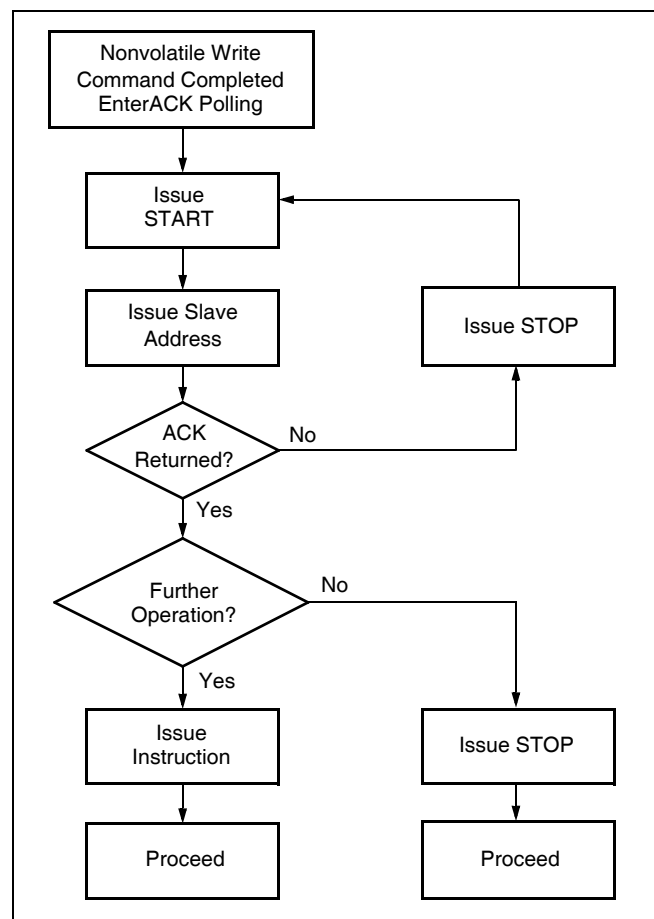 Nonvolatile Write
Command Completed
EnterACK Polling
Issue
START
Issue Slave
Address
Issue STOP
ACK
Returned?
No
Yes
Further
Operation?
No
Yes
Issue
Instruction
Issue STOP
Proceed
Proceed